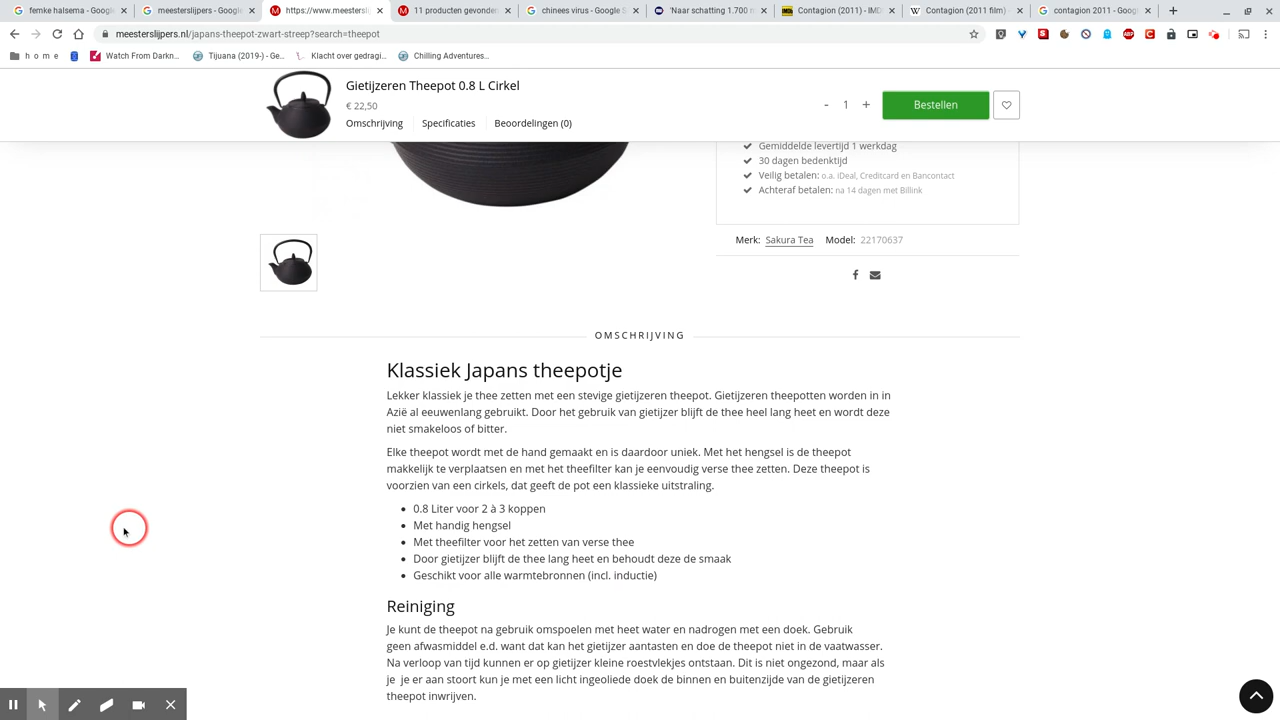 femke halsema - Google
meesterslijpers - Google
https://www.meestersli
11 producten gevonden
chinees virus - Google S
'Naar schatting 1.700 m
Contagion (2011) - IMD
Contagion (2011 film)
contagion 2011 - Goog
meesterslijpers.nl/japans-theepot-zwart-streep?search=theepot
h o m e
Watch From Darkn...
Tijuana (2019-) - Ge...
Klacht over gedragi...
Chilling Adventures...
Gietijzeren Theepot 0.8 L Cirkel
€ 22,50
Omschrijving Specificaties Beoordelingen (0)
- 1 +
Bestellen
Gemiddelde levertijd 1 werkdag
30 dagen bedenktijd
Veilig betalen: o.a. iDeal, Creditcard en Bancontact
Achteraf betalen: na 14 dagen met Billink
Merk: Sakura Tea Model: 22170637
OMSCHRIJVING
Klassiek Japans theepotje
Lekker klassiek je thee zetten met een stevige gietijzeren theepot. Gietijzeren theepotten worden in in
Azië al eeuwenlang gebruikt. Door het gebruik van gietijzer blijft de thee heel lang heet en wordt deze
niet smakeloos of bitter.
Elke theepot wordt met de hand gemaakt en is daardoor uniek. Met het hengsel is de theepot
makkelijk te verplaatsen en met het theefilter kan je eenvoudig verse thee zetten. Deze theepot is
voorzien van een cirkels, dat geeft de pot een klassieke uitstraling.
• 0.8 Liter voor 2 à 3 koppen
• Met handig hengsel
• Met theefilter voor het zetten van verse thee
• Door gietijzer blijft de thee lang heet en behoudt deze de smaak
• Geschikt voor alle warmtebronnen (incl. inductie)
Reiniging
Je kunt de theepot na gebruik omspoelen met heet water en nadrogen met een doek. Gebruik
geen afwasmiddel e.d. want dat kan het gietijzer aantasten en doe de theepot niet in de vaatwasser.
Na verloop van tijd kunnen er op gietijzer kleine roestvlekjes ontstaan. Dit is niet ongezond, maar als
je je er aan stoort kun je met een licht ingeoliede doek de binnen en buitenzijde van de gietijzeren
theepot inwrijven.